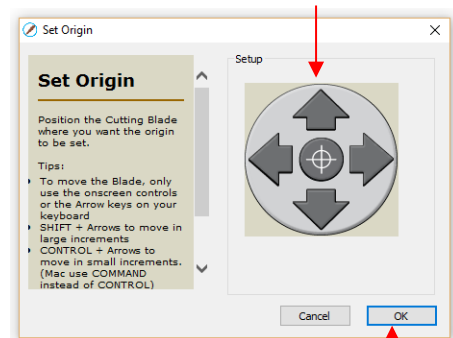 Set Origin
Setup
Set Origin
Position the Cutting Blade
where you want the origin
to be set.
Tips:
To move the Blade, only
use the onscreen controls
or the Arrow keys on your
keyboard
SHIFT + Arrows to move in
large increments
CONTROL + Arrows to
move in small increments.
(Mac use COMMAND
instead of CONTROL)
Cancel
OK